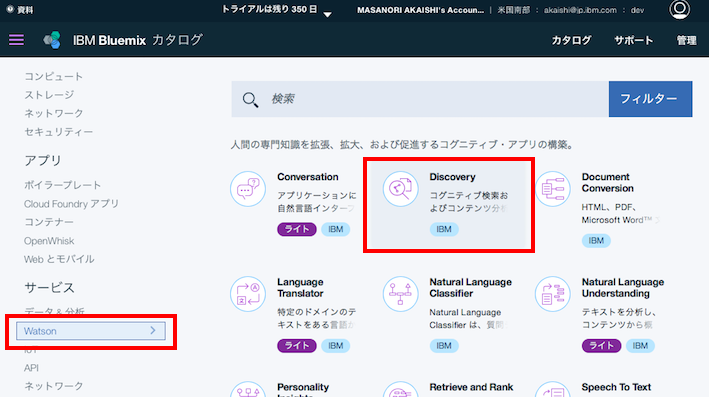 資料
トライアルは残り 350 日
MASANORI AKAISHI's Accoun... | 米国南部 : akaishi@jp.ibm.com : dev
IBM Bluemix カタログ
カタログ サポート 管理
コンピュート
ストレージ
ネットワーク
セキュリティー
アプリ
ボイラープレート
Cloud Foundry アプリ
コンテナー
OpenWhisk
Web とモバイル
サービス
データ & 分析
Watson
IoT
API
ネットワーク
検索
フィルター
人間の専門知識を拡張、拡大、および促進するコグニティブ・アプリの構築。
Conversation
アプリケーションに
自然言語インター
ライト IBM
Discovery
コグニティブ検索お
よびコンテンツ分
IBM
Document
Conversion
HTML、PDF、
Microsoft Word™
IBM
Language
Translator
特定のドメインのテ
キストをある言語
ライト IBM
Natural Language
Classifier
Natural Language
Classifier は、質問
IBM
Natural Language
Understanding
テキストを分析し、
コンテンツから概
ライト IBM
Personality
Insights
Retrieve and Rank
Speech To Text